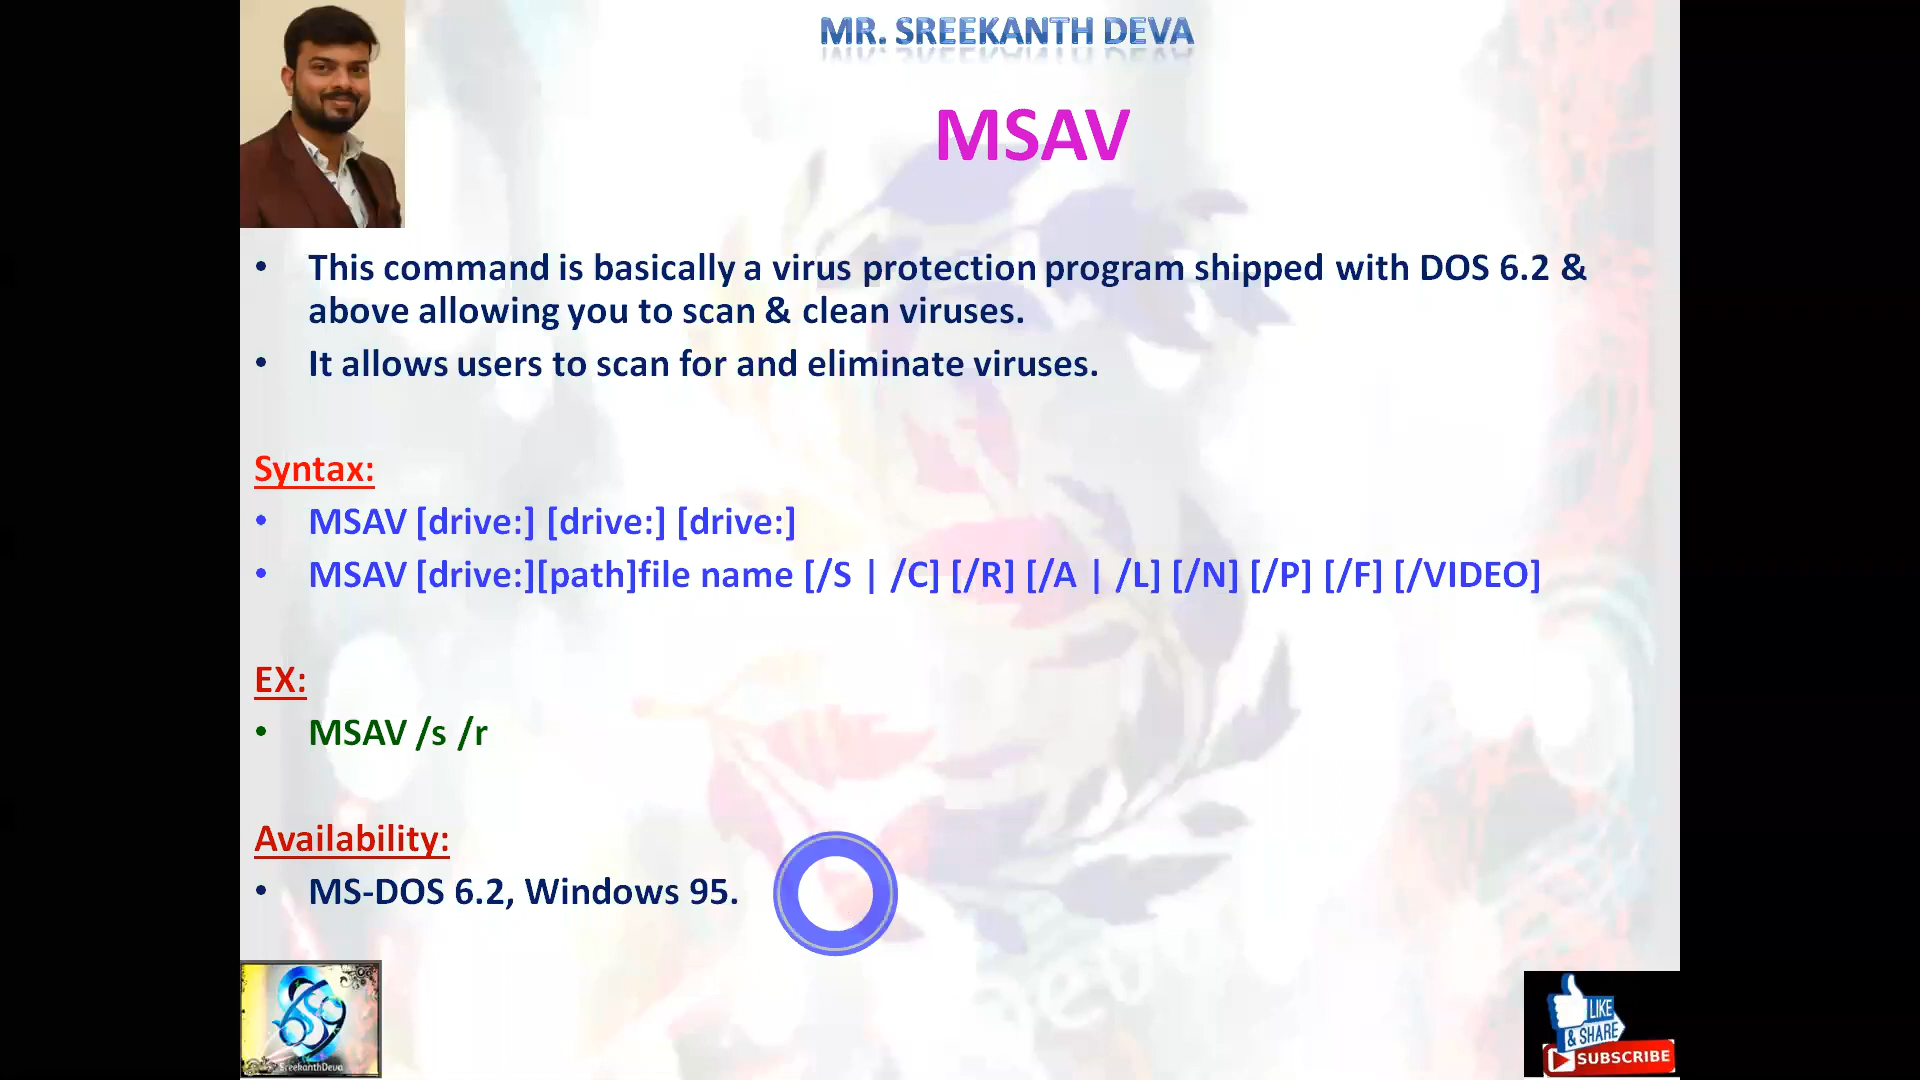 MR. SREEKANTH DEVA
MSAV
• This command is basically a virus protection program shipped with DOS 6.2 &
above allowing you to scan & clean viruses.
• It allows users to scan for and eliminate viruses.
Syntax:
• MSAV [drive:] [drive:] [drive:]
• MSAV [drive:][path]file name [/S | /C] [/R] [/A | /L] [/N] [/P] [/F] [/VIDEO]
EX:
• MSAV /s /r
Availability:
• MS-DOS 6.2, Windows 95.
SreekanthDeva
LIKE
& SHARE
SUBSCRIBE